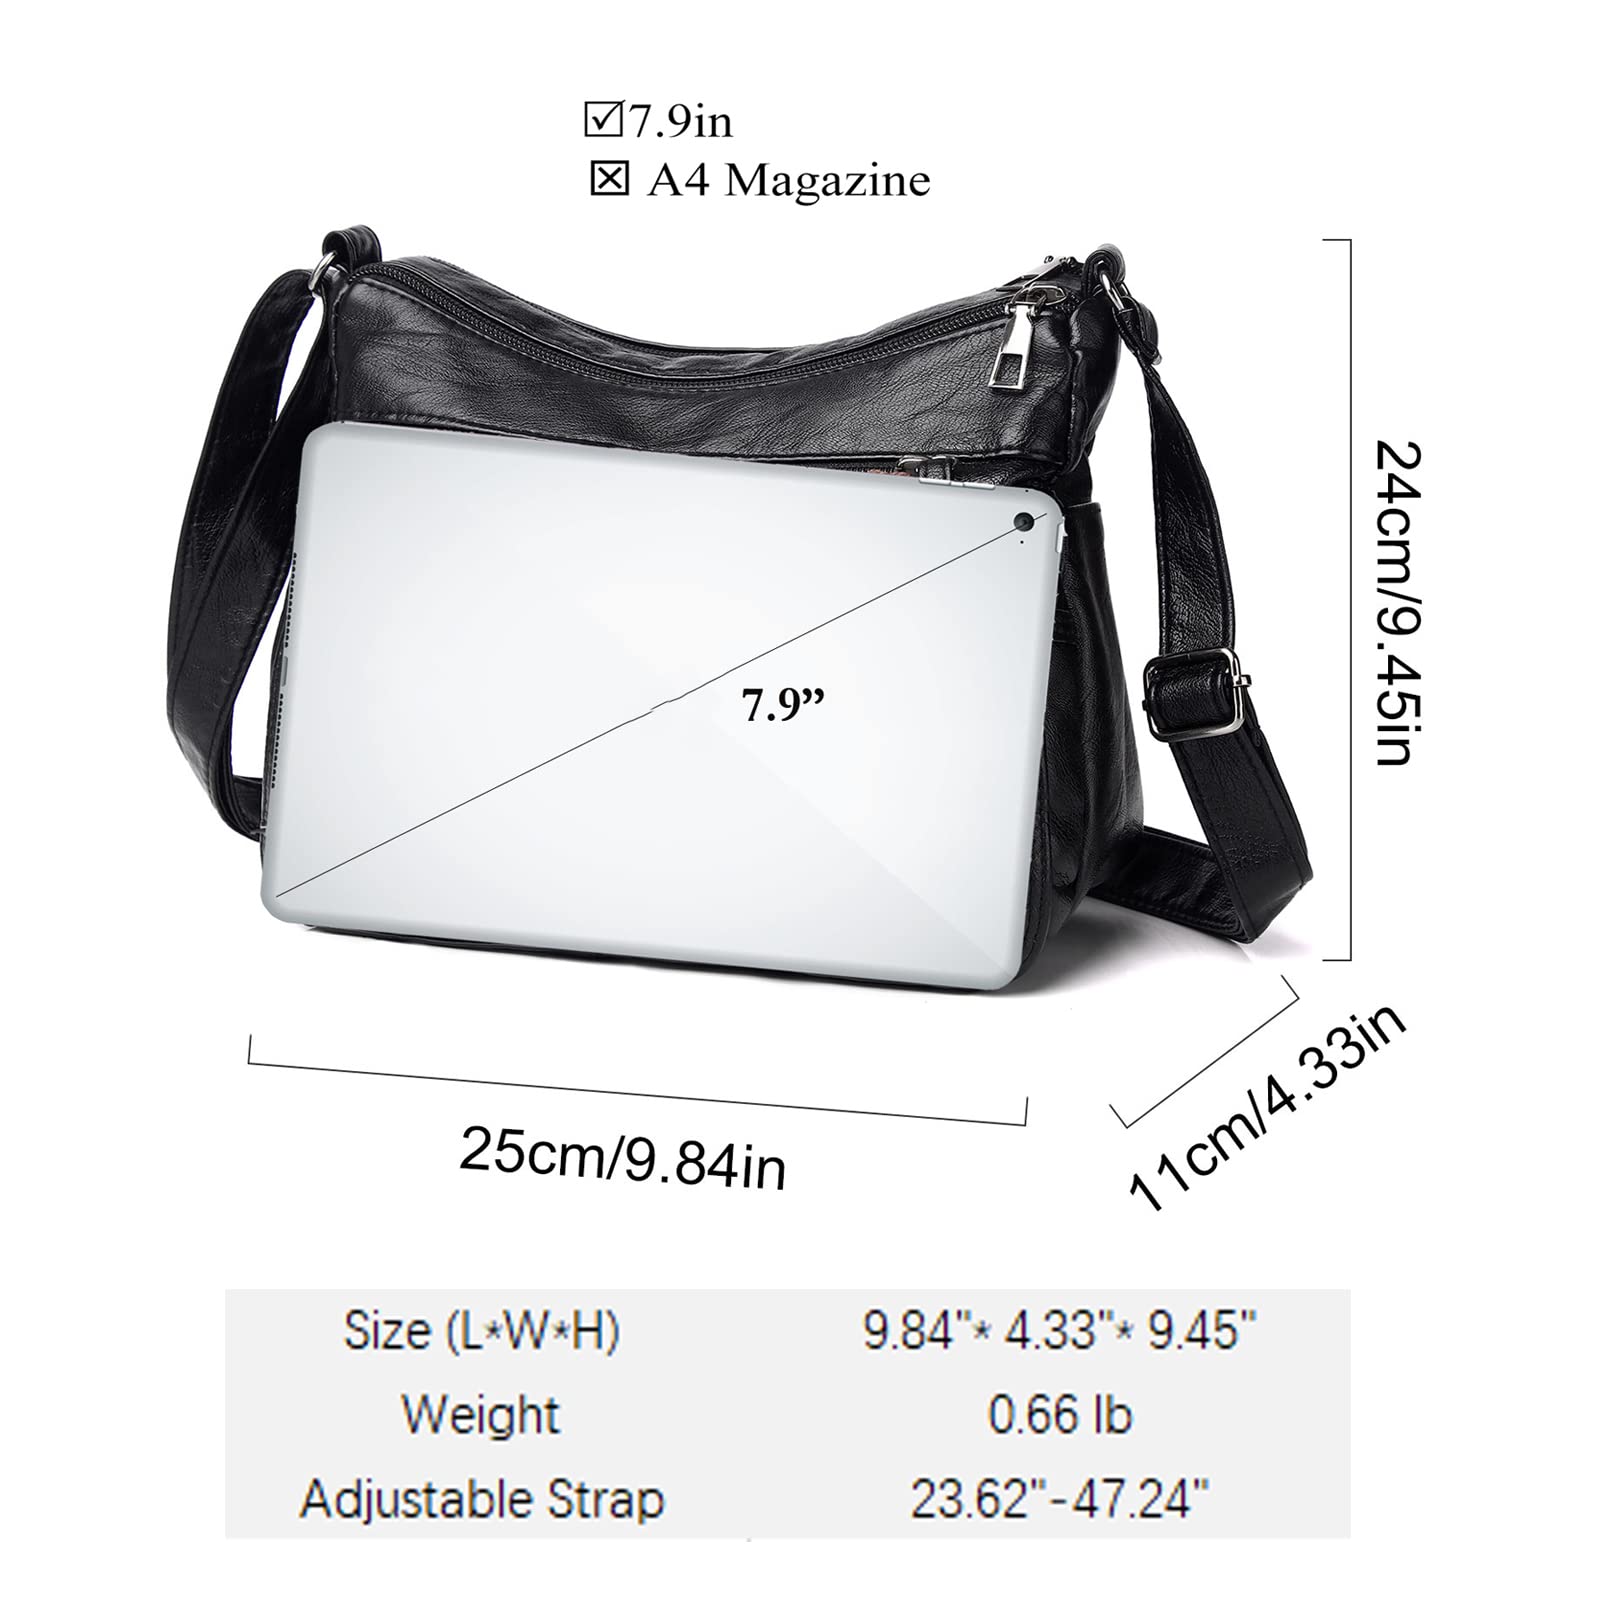 ☑7.9in
☒ A4 Magazine
7.9”
24cm/9.45in
11cm/4.33in
25cm/9.84in
Size (L*W*H) 9.84"* 4.33"* 9.45"
Weight 0.66 lb
Adjustable Strap 23.62"-47.24"